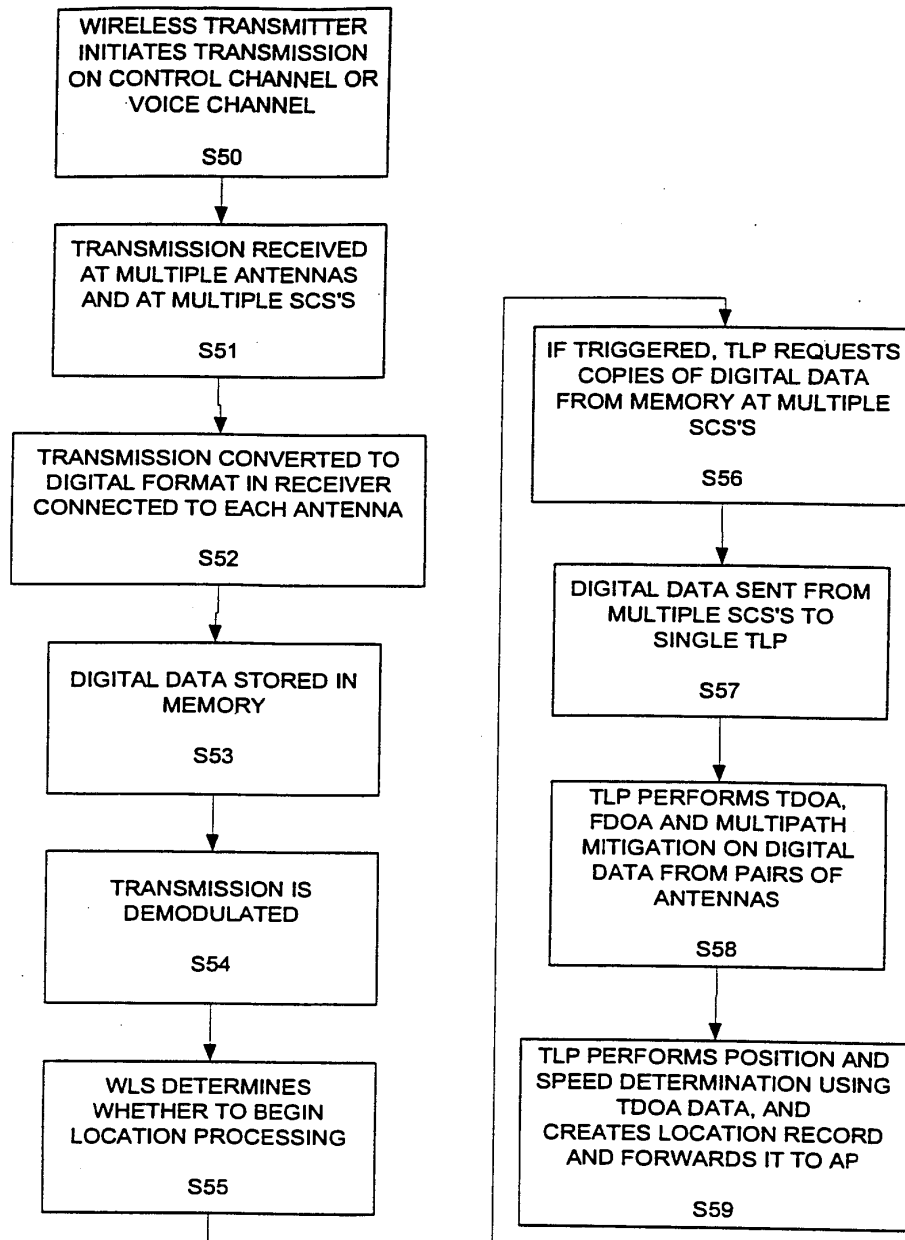 WIRELESS TRANSMITTER
INITIATES TRANSMISSION
ON CONTROL CHANNEL OR
VOICE CHANNEL
S50
TRANSMISSION RECEIVED
AT MULTIPLE ANTENNAS
AND AT MULTIPLE SCS'S
S51
TRANSMISSION CONVERTED TO
DIGITAL FORMAT IN RECEIVER
CONNECTED TO EACH ANTENNA
S52
DIGITAL DATA STORED IN
MEMORY
S53
TRANSMISSION IS
DEMODULATED
S54
WLS DETERMINES
WHETHER TO BEGIN
LOCATION PROCESSING
S55
IF TRIGGERED, TLP REQUESTS
COPIES OF DIGITAL DATA
FROM MEMORY AT MULTIPLE
SCS'S
S56
DIGITAL DATA SENT FROM
MULTIPLE SCS'S TO
SINGLE TLP
S57
TLP PERFORMS TDOA,
FDOA AND MULTIPATH
MITIGATION ON DIGITAL
DATA FROM PAIRS OF
ANTENNAS
S58
TLP PERFORMS POSITION AND
SPEED DETERMINATION USING
TDOA DATA, AND
CREATES LOCATION RECORD
AND FORWARDS IT TO AP
S59